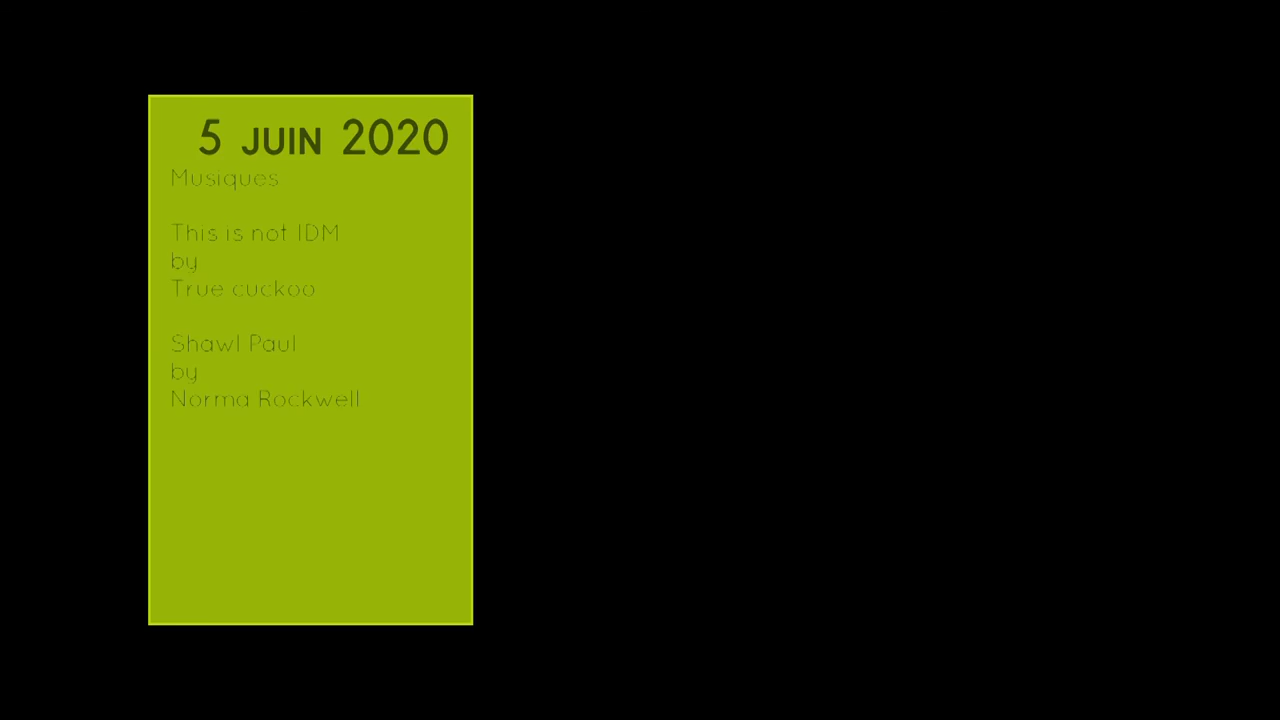 5 JUIN 2020
Musiques
This is not IDM
by
True cuckoo
Shawl Paul
by
Norma Rockwell